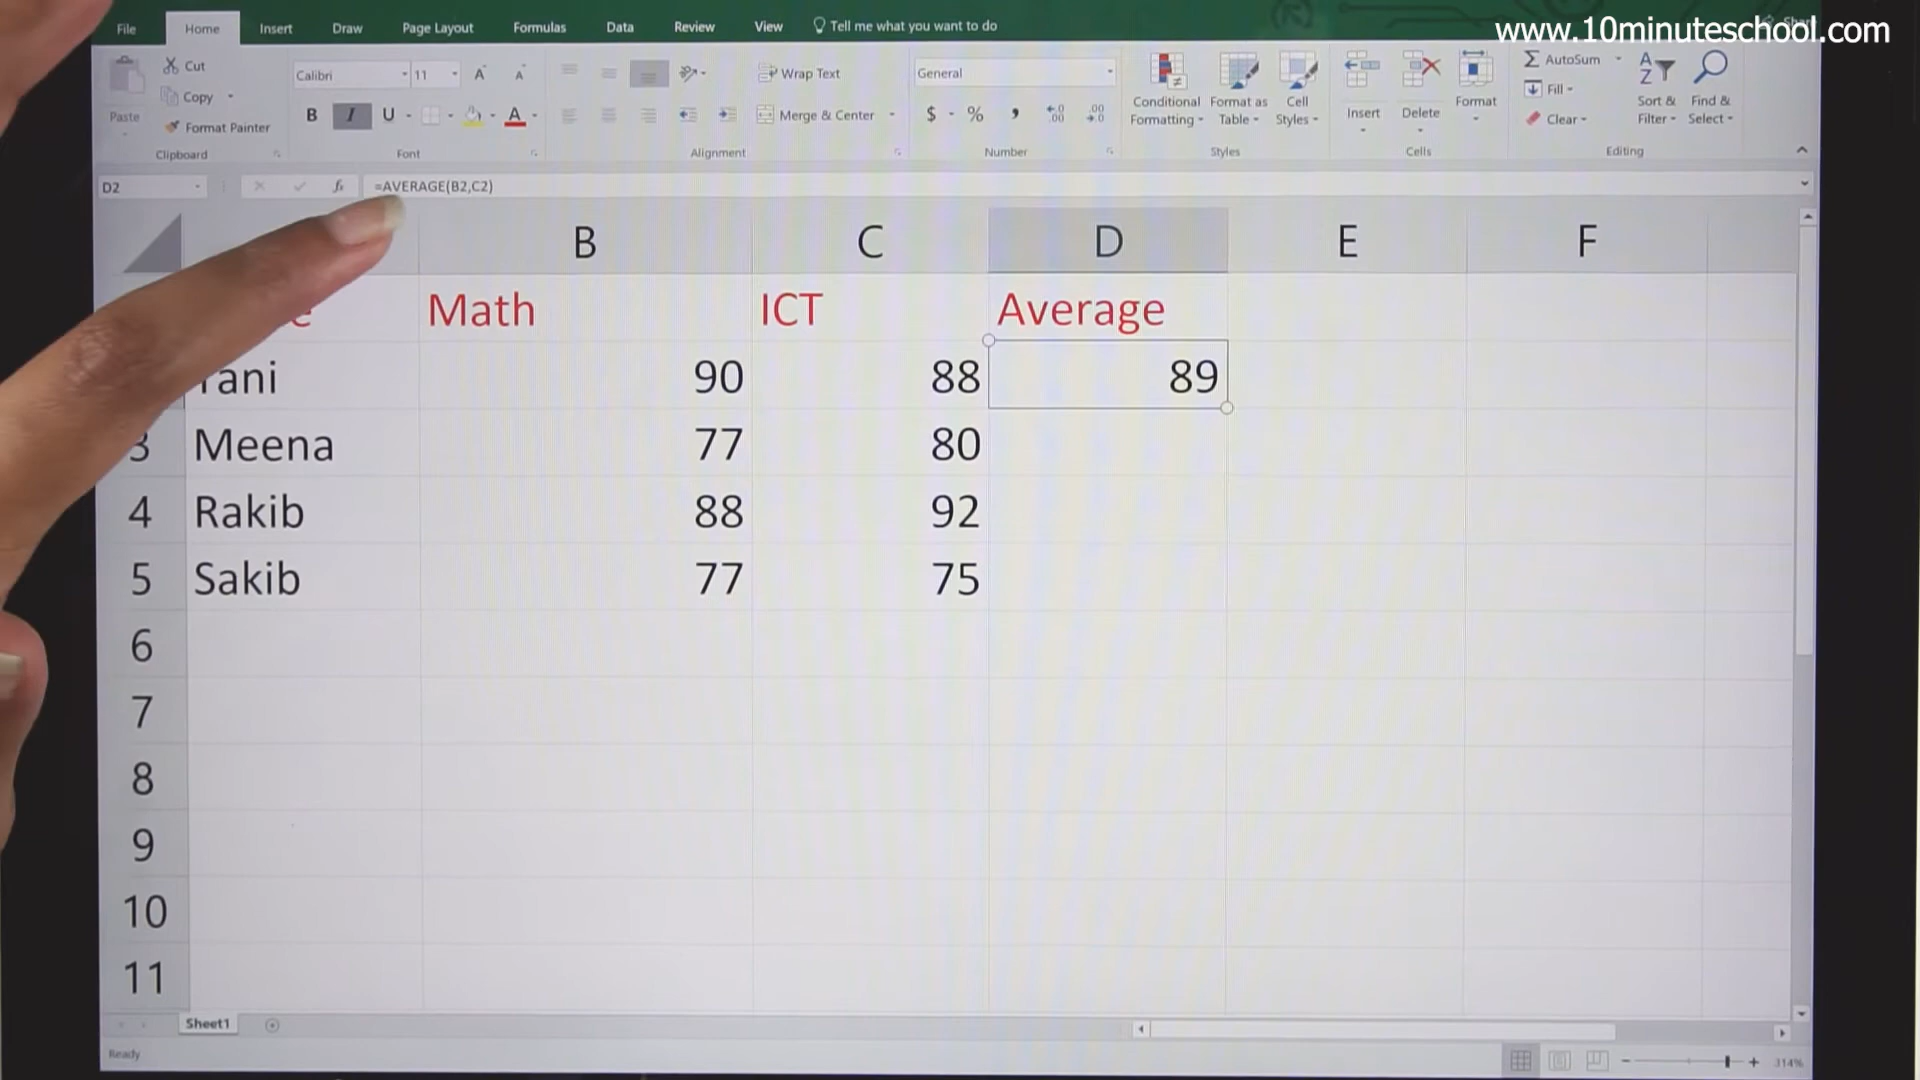 www.10minuteschool.com
File Home Insert Draw Page Layout Formulas Data Review View Tell me what you want to do
Cut
Copy
Format Painter
Paste
Clipboard
Calibri 11
B I U A
Font
Wrap Text
Merge & Center
Alignment
General
$ % ,
Number
Conditional Formatting
Format as Table
Cell Styles
Styles
Insert
Delete
Format
Cells
AutoSum
Fill
Clear
Sort & Filter
Find & Select
Editing
D2 fx =AVERAGE(B2,C2)
B C D E F
Math ICT Average
90 88 89
3 Meena 77 80
4 Rakib 88 92
5 Sakib 77 75
6
7
8
9
10
11
Sheet1
Ready
314%